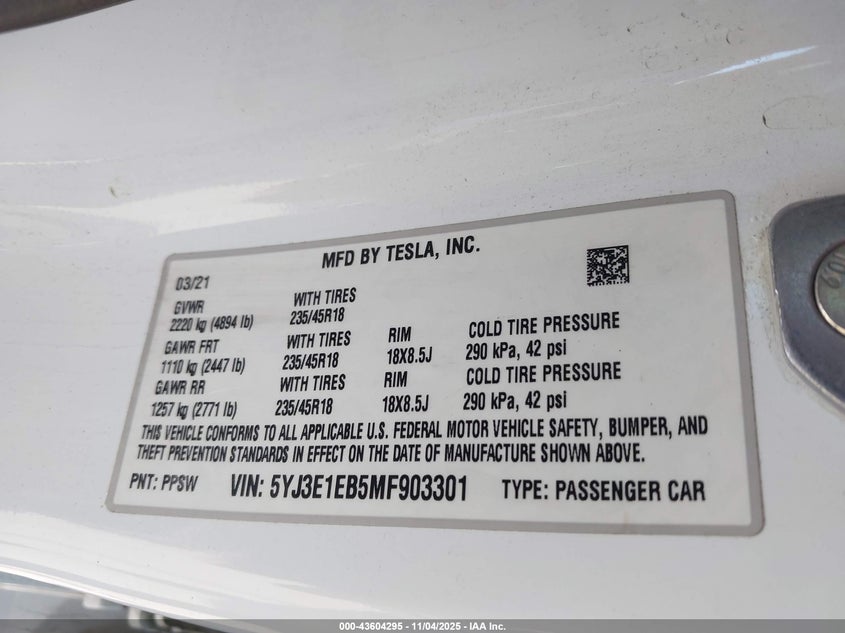 MFD BY TESLA, INC.
03/21
GVWR WITH TIRES
2220 kg (4894 lb) 235/45R18
GAWR FRT WITH TIRES RIM COLD TIRE PRESSURE
1110 kg (2447 lb) 235/45R18 18X8.5J 290 kPa, 42 psi
GAWR RR WITH TIRES RIM COLD TIRE PRESSURE
1257 kg (2771 lb) 235/45R18 18X8.5J 290 kPa, 42 psi
THIS VEHICLE CONFORMS TO ALL APPLICABLE U.S. FEDERAL MOTOR VEHICLE SAFETY, BUMPER, AND
THEFT PREVENTION STANDARDS IN EFFECT ON THE DATE OF MANUFACTURE SHOWN ABOVE.
PNT: PPSW VIN: 5YJ3E1EB5MF903301 TYPE: PASSENGER CAR
000-43604295 - 11/04/2025 - IAA Inc.